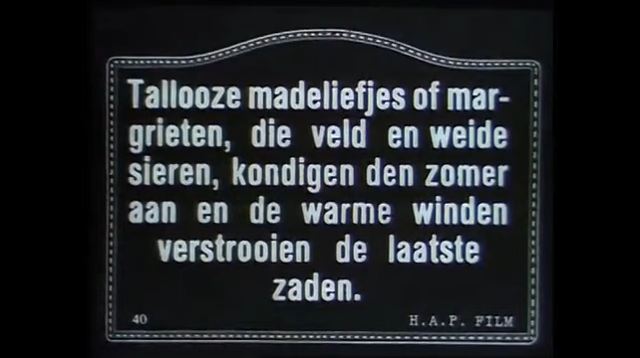 Tallooze madeliefjes of mar-
grieten, die veld en weide
sieren, kondigen den zomer
aan en de warme winden
verstrooien de laatste
zaden.
40 H.A.P. FILM